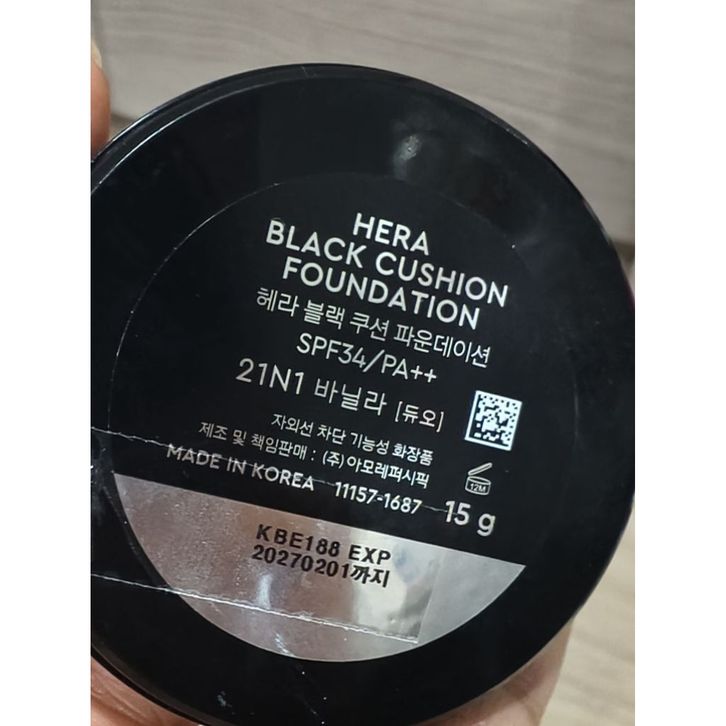 HERA
BLACK CUSHION
FOUNDATION
헤라 블랙 쿠션 파운데이션
SPF34/PA++
21N1 바닐라 [듀오]
자외선 차단 기능성 화장품
제조 및 책임판매 : (주)아모레퍼시픽
MADE IN KOREA 11157-1687 15 g
12M
KBE188 EXP
20270201까지